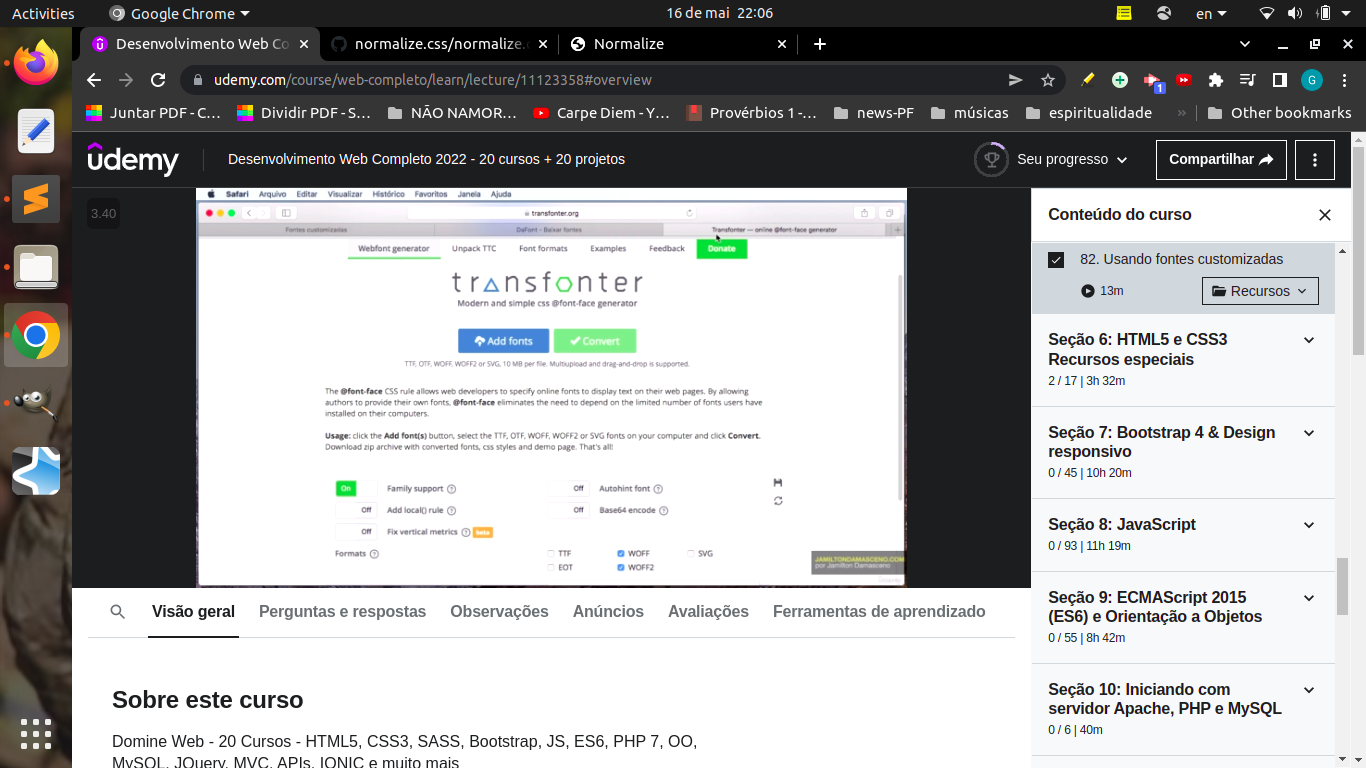 Activities
Google Chrome
16 de mai 22:06
en
Desenvolvimento Web Co
normalize.css/normalize.c
Normalize
udemy.com/course/web-completo/learn/lecture/11123358#overview
1
G
Juntar PDF - C…
Dividir PDF - S…
NÃO NAMOR…
Carpe Diem - Y…
Provérbios 1 -…
news-PF
músicas
espiritualidade
»
Other bookmarks
udemy
Desenvolvimento Web Completo 2022 - 20 cursos + 20 projetos
Seu progresso
Compartilhar
3.40
Safari Arquivo Editar Visualizar Histórico Favoritos Janela Ajuda
transfonter.org
Fontes customizadas
DaFont - Baixar fontes
Transfonter — online @font-face generator
Webfont generator
Unpack TTC
Font formats
Examples
Feedback
Donate
transfonter
Modern and simple css @font-face generator
Add fonts
Convert
TTF, OTF, WOFF, WOFF2 or SVG, 10 MB per file. Multiupload and drag-and-drop is supported.
The @font-face CSS rule allows web developers to specify online fonts to display text on their web pages. By allowing
authors to provide their own fonts, @font-face eliminates the need to depend on the limited number of fonts users have
installed on their computers.
Usage: click the Add font(s) button, select the TTF, OTF, WOFF, WOFF2 or SVG fonts on your computer and click Convert.
Download zip archive with converted fonts, css styles and demo page. That's all!
On Family support
Off Autohint font
Off Add local() rule
Off Base64 encode
Off Fix vertical metrics beta
Formats
TTF
WOFF
SVG
EOT
WOFF2
JAMILTONDAMASCENO.COM
por Jamilton Damasceno
Udemy
Conteúdo do curso
82. Usando fontes customizadas
13m
Recursos
Seção 6: HTML5 e CSS3
Recursos especiais
2 / 17 | 3h 32m
Seção 7: Bootstrap 4 & Design
responsivo
0 / 45 | 10h 20m
Seção 8: JavaScript
0 / 93 | 11h 19m
Seção 9: ECMAScript 2015
(ES6) e Orientação a Objetos
0 / 55 | 8h 42m
Seção 10: Iniciando com
servidor Apache, PHP e MySQL
0 / 6 | 40m
Visão geral
Perguntas e respostas
Observações
Anúncios
Avaliações
Ferramentas de aprendizado
Sobre este curso
Domine Web - 20 Cursos - HTML5, CSS3, SASS, Bootstrap, JS, ES6, PHP 7, OO,
MySQL, JQuery, MVC, APIs, IONIC e muito mais